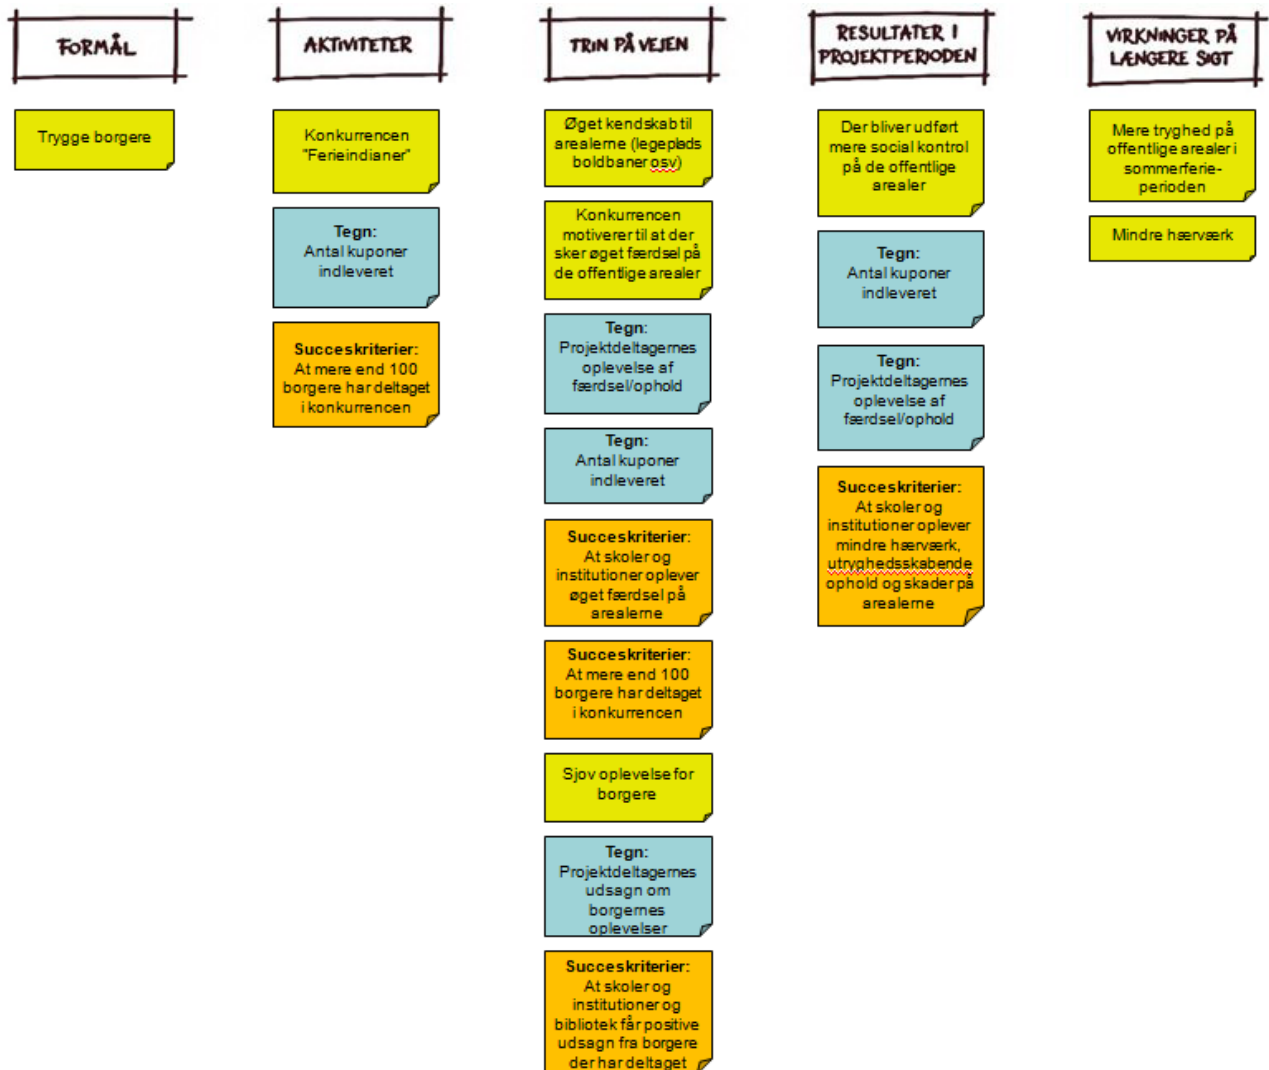 FORMÅL
Trygge borgere
AKTIVITETER
Konkurrencen
"Ferieindianer"
Tegn:
Antal kuponer
indleveret
Succeskriterier:
At mere end 100
borgere har deltaget
i konkurrencen
TRIN PÅ VEJEN
Øget kendskab til
arealerne (legeplads
boldbaner osv)
Konkurrencen
motiverer til at der
sker øget færdsel på
de offentlige arealer
Tegn:
Projektdeltagernes
oplevelse af
færdsel/ophold
Tegn:
Antal kuponer
indleveret
Succeskriterier:
At skoler og
institutioner oplever
øget færdsel på
arealerne
Succeskriterier:
At mere end 100
borgere har deltaget
i konkurrencen
Sjov oplevelse for
borgere
Tegn:
Projektdeltagernes
udsagn om
borgernes
oplevelser
Succeskriterier:
At skoler og
institutioner og
bibliotek får positive
udsagn fra borgere
der har deltaget
RESULTATER I
PROJEKTPERIODEN
Der bliver udført
mere social kontrol
på de offentlige
arealer
Tegn:
Antal kuponer
indleveret
Tegn:
Projektdeltagernes
oplevelse af
færdsel/ophold
Succeskriterier:
At skoler og
institutioner oplever
mindre hærværk,
utryghedsskabende
ophold og skader på
arealerne
VIRKNINGER PÅ
LÆNGERE SIGT
Mere tryghed på
offentlige arealer i
sommerferie-
perioden
Mindre hærværk